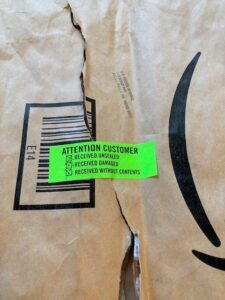 ATTENTION CUSTOMER
RECEIVED UNSEALED
RECEIVED DAMAGED
RECEIVED WITHOUT CONTENTS
E14